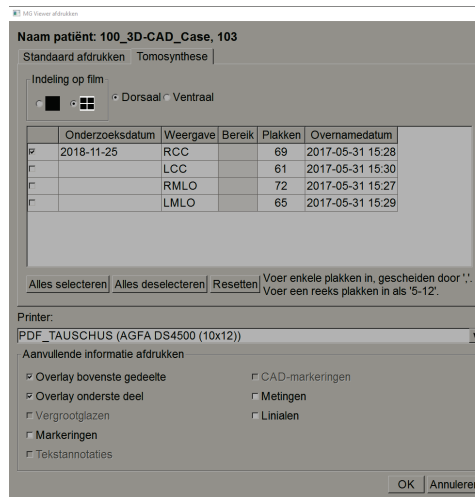 MG Viewer afdrukken
Naam patiënt: 100_3D-CAD_Case, 103
Standaard afdrukken Tomosynthese
Indeling op film
Dorsaal Ventraal
Onderzoeksdatum Weergave Bereik Plakken Overnamedatum
2018-11-25 RCC 69 2017-05-31 15:28
LCC 61 2017-05-31 15:30
RMLO 72 2017-05-31 15:27
LMLO 65 2017-05-31 15:29
Alles selecteren Alles deselecteren Resetten Voer enkele plakken in, gescheiden door ','.
Voer een reeks plakken in als '5-12'.
Printer:
PDF_TAUSCHUS (AGFA DS4500 (10x12))
Aanvullende informatie afdrukken
Overlay bovenste gedeelte CAD-markeringen
Overlay onderste deel Metingen
Vergrootglazen Linialen
Markeringen
Tekstannotaties
OK Annuleren